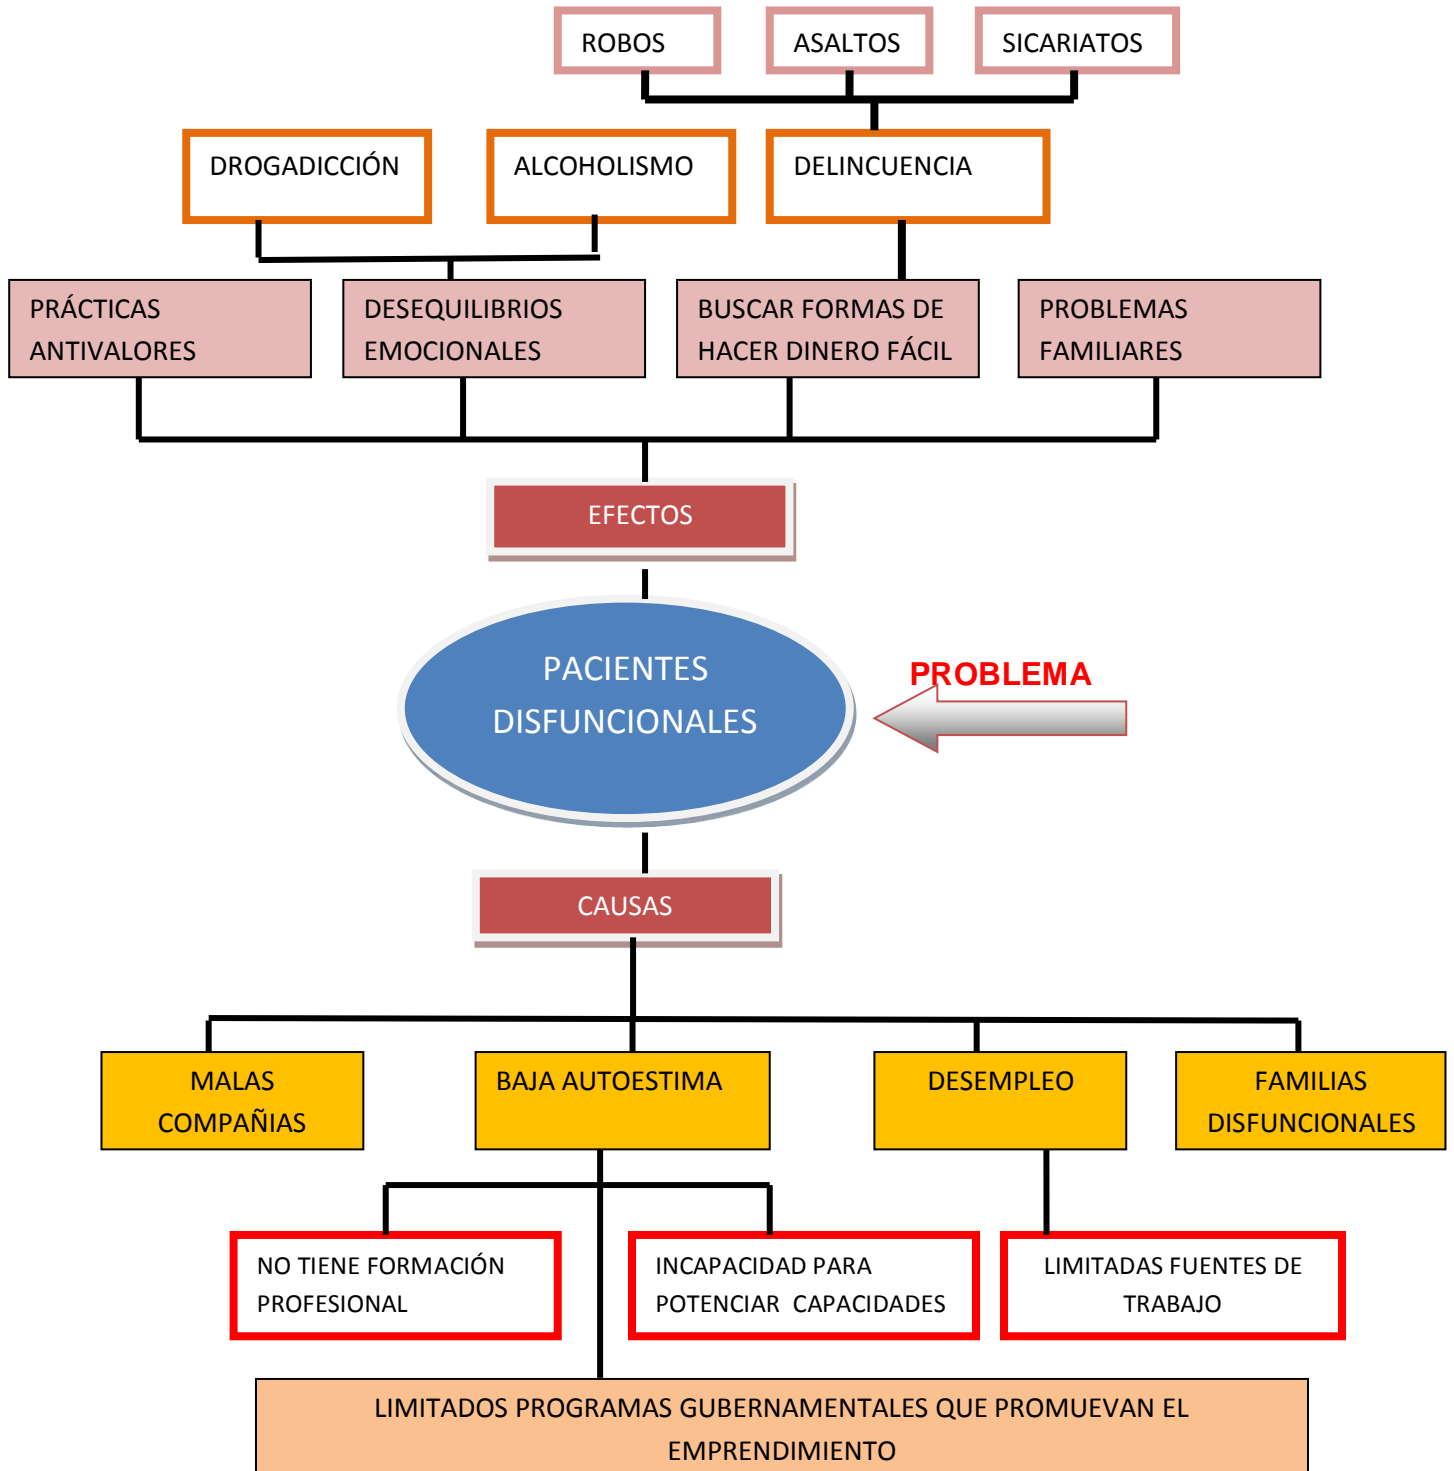 ROBOS
ASALTOS
SICARIATOS
DROGADICCIÓN
ALCOHOLISMO
DELINCUENCIA
PRÁCTICAS
ANTIVALORES
DESEQUILIBRIOS
EMOCIONALES
BUSCAR FORMAS DE
HACER DINERO FÁCIL
PROBLEMAS
FAMILIARES
EFECTOS
PACIENTES
DISFUNCIONALES
PROBLEMA
CAUSAS
MALAS
COMPAÑIAS
BAJA AUTOESTIMA
DESEMPLEO
FAMILIAS
DISFUNCIONALES
NO TIENE FORMACIÓN
PROFESIONAL
INCAPACIDAD PARA
POTENCIAR CAPACIDADES
LIMITADAS FUENTES DE
TRABAJO
LIMITADOS PROGRAMAS GUBERNAMENTALES QUE PROMUEVAN EL
EMPRENDIMIENTO